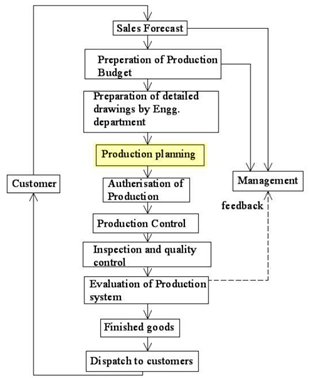 Sales Forecast
Preperation of Production
Budget
Preparation of detailed
drawings by Engg.
department
Production planning
Customer
Autherisation of
Production
Management
feedback
Production Control
Inspection and quality
control
Evaluation of Production
system
Finished goods
Dispatch to customers